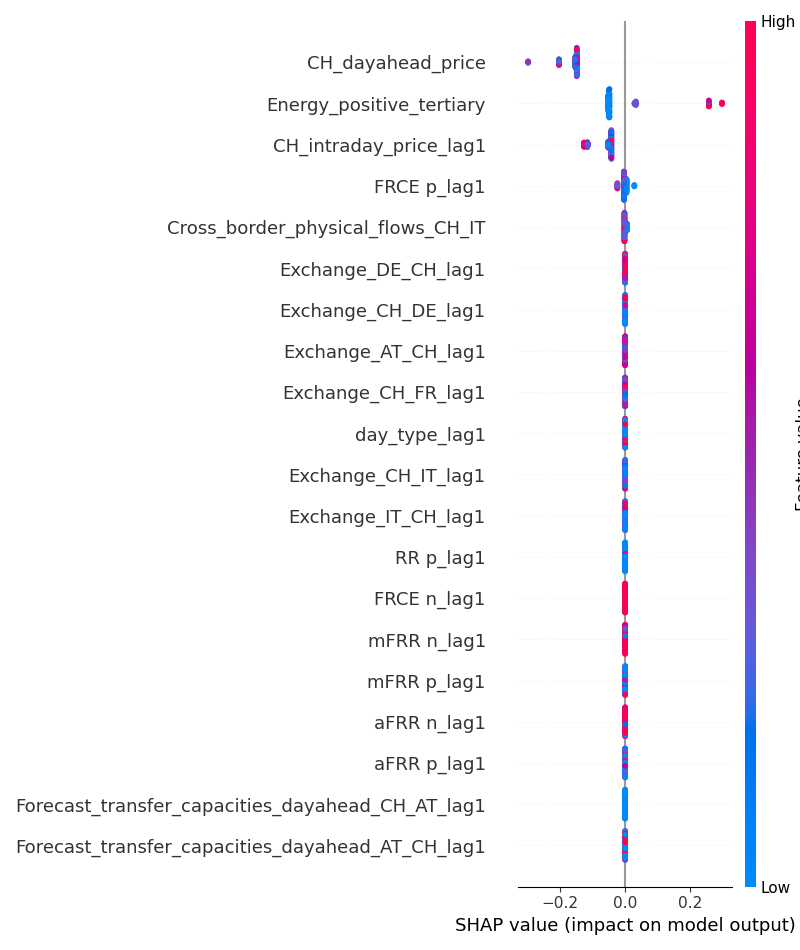 High
CH_dayahead_price
Energy_positive_tertiary
CH_intraday_price_lag1
FRCE p_lag1
Cross_border_physical_flows_CH_IT
Exchange_DE_CH_lag1
Exchange_CH_DE_lag1
Exchange_AT_CH_lag1
Exchange_CH_FR_lag1
day_type_lag1
Exchange_CH_IT_lag1
Exchange_IT_CH_lag1
RR p_lag1
FRCE n_lag1
mFRR n_lag1
mFRR p_lag1
aFRR n_lag1
aFRR p_lag1
Forecast_transfer_capacities_dayahead_CH_AT_lag1
Forecast_transfer_capacities_dayahead_AT_CH_lag1
Low
−0.2 0.0 0.2
SHAP value (impact on model output)